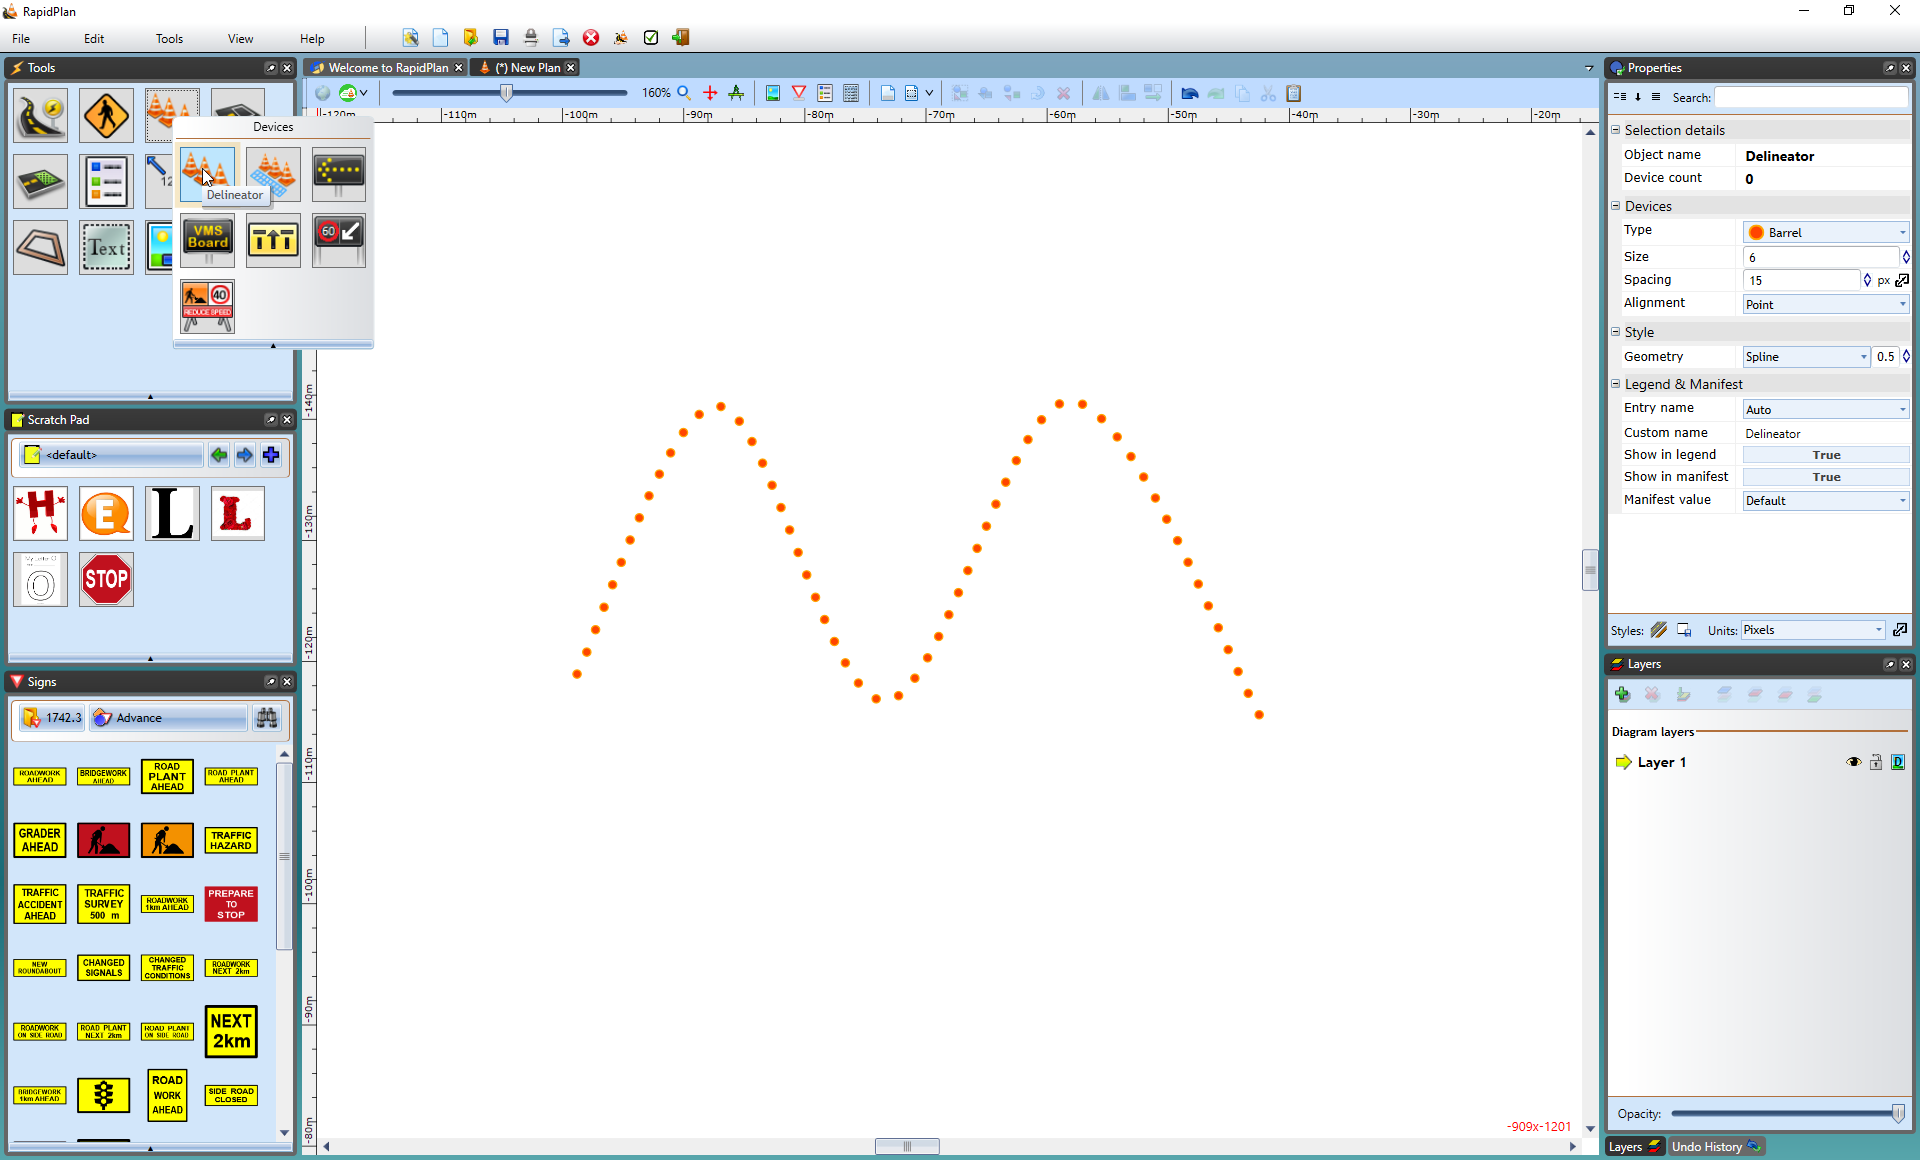 RapidPlan
File Edit Tools View Help
Tools
Devices
Delineator
VMS Board
60
40
REDUCE SPEED
Text
12
Scratch Pad
<default>
H E L L
My Letter O
O
STOP
Signs
1742.3 Advance
ROADWORK AHEAD
BRIDGEWORK AHEAD
ROAD PLANT AHEAD
ROAD PLANT AHEAD
GRADER AHEAD
TRAFFIC HAZARD
TRAFFIC ACCIDENT AHEAD
TRAFFIC SURVEY 500 m
ROADWORK 1km AHEAD
PREPARE TO STOP
NEW ROUNDABOUT
CHANGED SIGNALS
CHANGED TRAFFIC CONDITIONS
ROADWORK NEXT 2km
ROADWORK ON SIDE ROAD
ROAD PLANT NEXT 2km
ROAD PLANT ON SIDE ROAD
NEXT 2km
BRIDGEWORK 1km AHEAD
ROAD WORK AHEAD
SIDE ROAD CLOSED
Welcome to RapidPlan
(*) New Plan
160%
-120m -110m -100m -90m -80m -70m -60m -50m -40m -30m -20m
-140m
-130m
-120m
-110m
-100m
-90m
-80m
-909x-1201
Properties
Search:
Selection details
Object name Delineator
Device count 0
Devices
Type Barrel
Size 6
Spacing 15 px
Alignment Point
Style
Geometry Spline 0.5
Legend & Manifest
Entry name Auto
Custom name Delineator
Show in legend True
Show in manifest True
Manifest value Default
Styles: Units: Pixels
Layers
Diagram layers
Layer 1 D
Opacity:
Layers Undo History